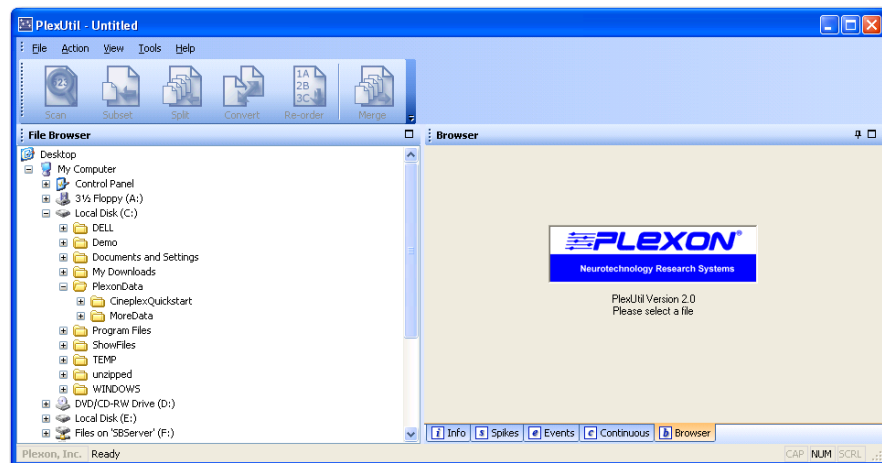 PlexUtil - Untitled
File Action View Tools Help
Scan Subset Split Convert Re-order Merge
File Browser
Browser
Desktop
My Computer
Control Panel
3½ Floppy (A:)
Local Disk (C:)
DELL
Demo
Documents and Settings
My Downloads
PlexonData
CineplexQuickstart
MoreData
Program Files
ShowFiles
TEMP
unzipped
WINDOWS
DVD/CD-RW Drive (D:)
Local Disk (E:)
Files on 'SBServer' (F:)
PLEXON®
Neurotechnology Research Systems
PlexUtil Version 2.0
Please select a file
i Info s Spikes e Events c Continuous b Browser
Plexon, Inc. Ready CAP NUM SCRL